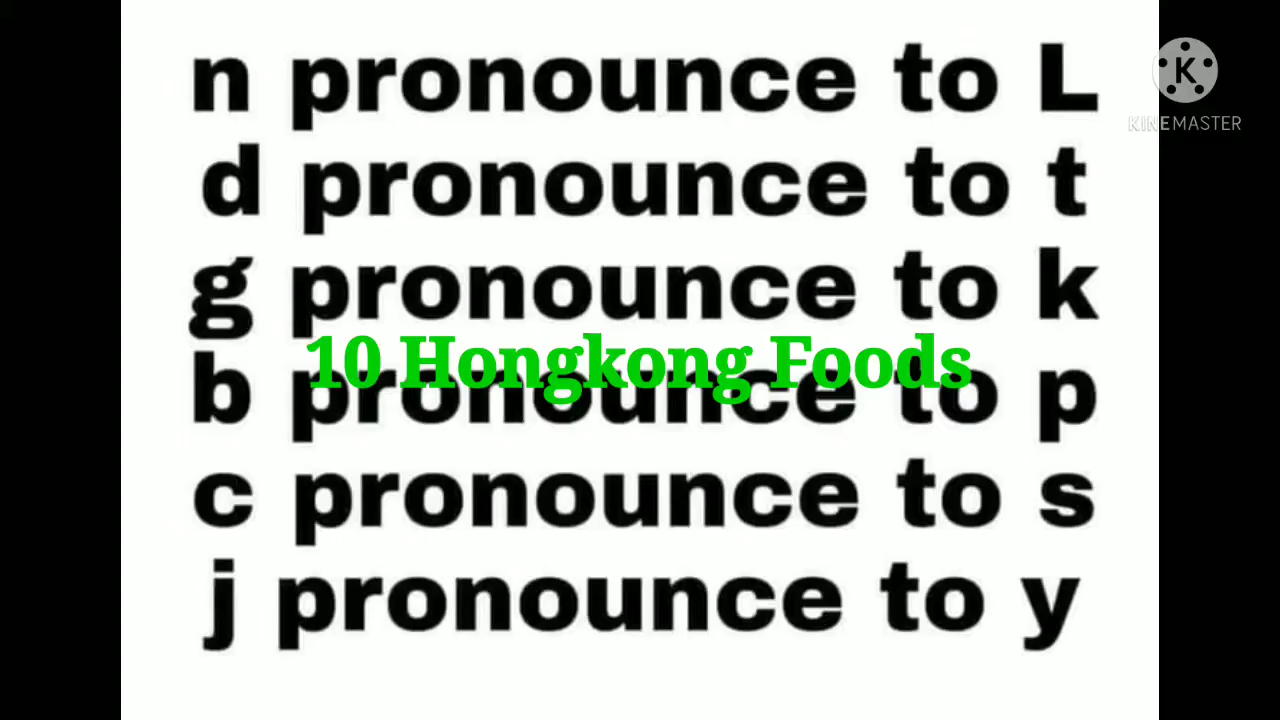 n pronounce to L
K
KINEMASTER
d pronounce to t
g pronounce to k
10 Hongkong Foods
b pronounce to p
c pronounce to s
j pronounce to y